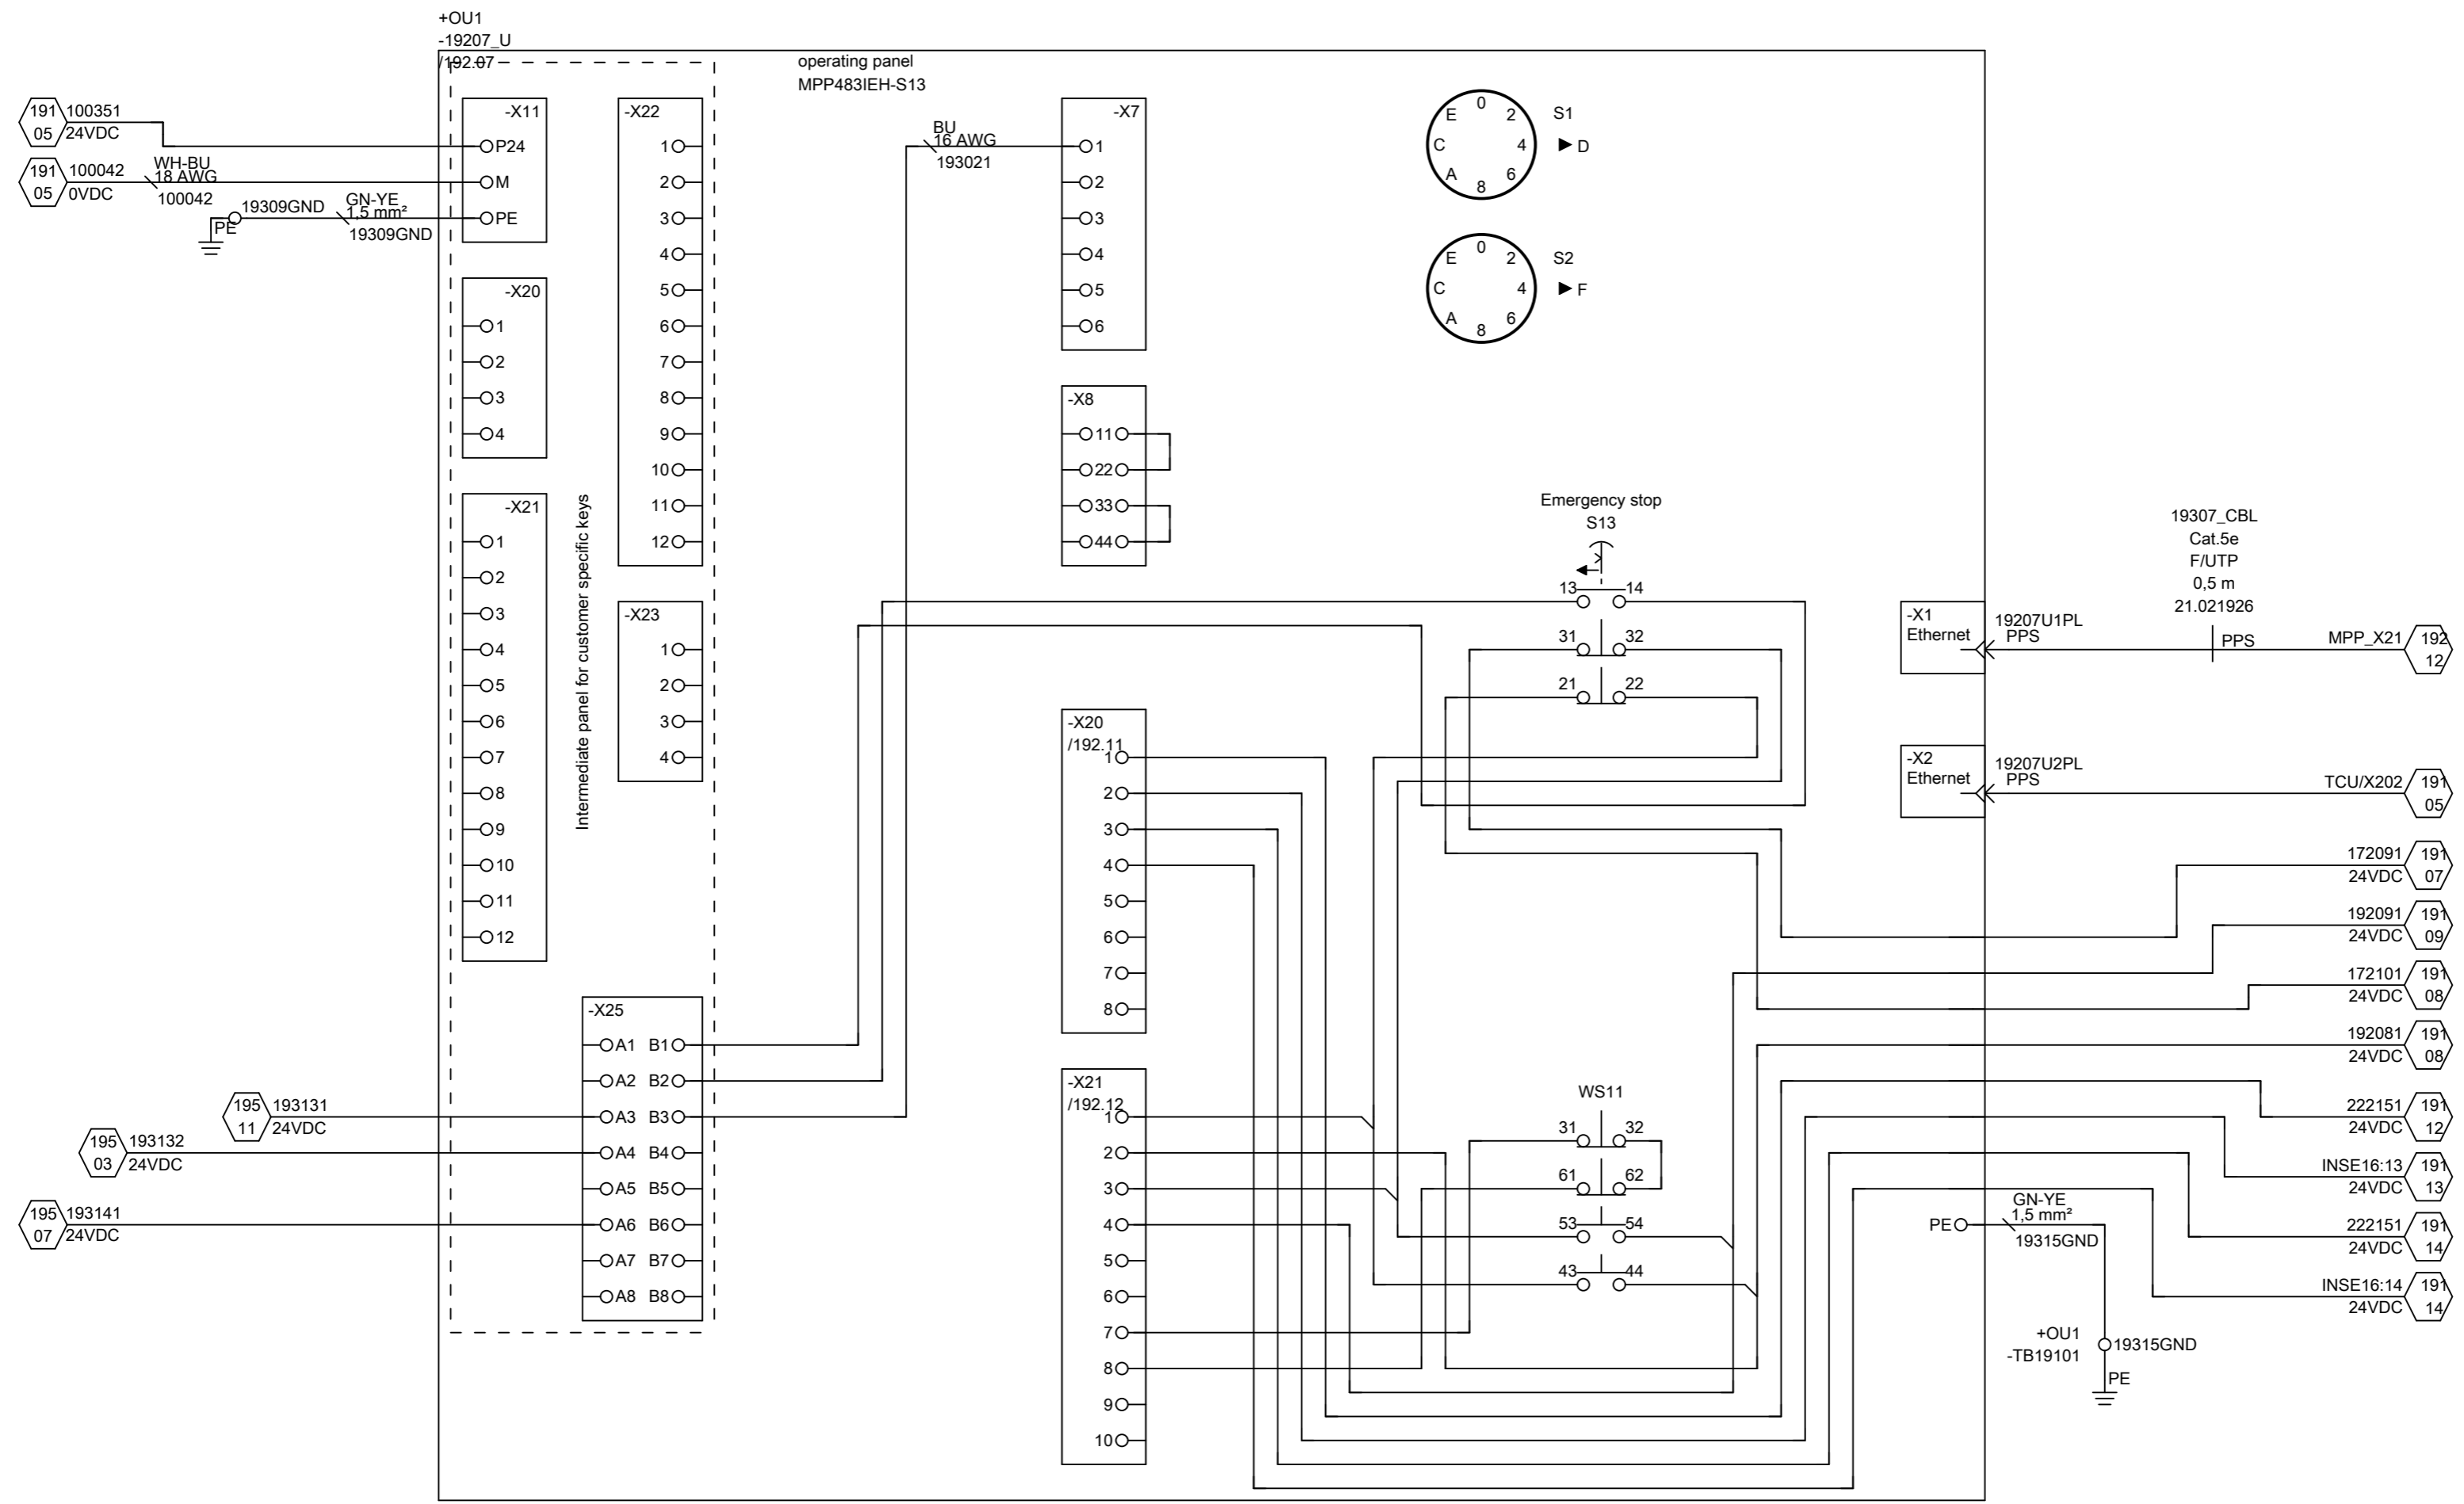 +OU1
-19207_U
/192.07
operating panel
MPP483IEH-S13
191
05
100351
24VDC
191
05
100042
0VDC
WH-BU
18 AWG
100042
PE
19309GND
GN-YE
1,5 mm²
19309GND
-X11
P24
M
PE
-X20
1
2
3
4
-X21
1
2
3
4
5
6
7
8
9
10
11
12
Intermediate panel for customer specific keys
-X22
1
2
3
4
5
6
7
8
9
10
11
12
-X23
1
2
3
4
-X25
A1 B1
A2 B2
A3 B3
A4 B4
A5 B5
A6 B6
A7 B7
A8 B8
195
11
193131
24VDC
195
03
193132
24VDC
195
07
193141
24VDC
BU
16 AWG
193021
-X7
1
2
3
4
5
6
-X8
11
22
33
44
-X20
/192.11
1
2
3
4
5
6
7
8
-X21
/192.12
1
2
3
4
5
6
7
8
9
10
0
2
4
6
8
A
C
E
S1
D
0
2
4
6
8
A
C
E
S2
F
Emergency stop
S13
13 14
31 32
21 22
WS11
31 32
61 62
53 54
43 44
-X1
Ethernet
19207U1PL
PPS
19307_CBL
Cat.5e
F/UTP
0,5 m
21.021926
PPS
MPP_X21
192
12
-X2
Ethernet
19207U2PL
PPS
TCU/X202
191
05
172091
24VDC
191
07
192091
24VDC
191
09
172101
24VDC
191
08
192081
24VDC
191
08
222151
24VDC
191
12
INSE16:13
24VDC
191
13
222151
24VDC
191
14
INSE16:14
24VDC
191
14
PE
GN-YE
1,5 mm²
19315GND
+OU1
-TB19101
19315GND
PE